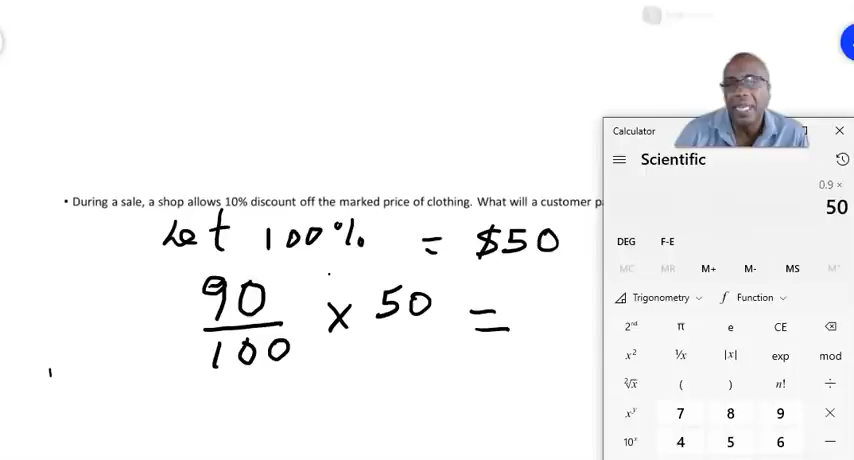 • During a sale, a shop allows 10% discount off the marked price of clothing. What will a customer
Let 100% = $50
90
100
× 50 =
Calculator
Scientific
0.9 ×
50
DEG F-E
MC MR M+ M- MS M˅
Trigonometry Function
2ⁿᵈ π e CE
x² ¹/x |x| exp mod
²√x ( ) n! ÷
xʸ 7 8 9 ×
10ˣ 4 5 6 −